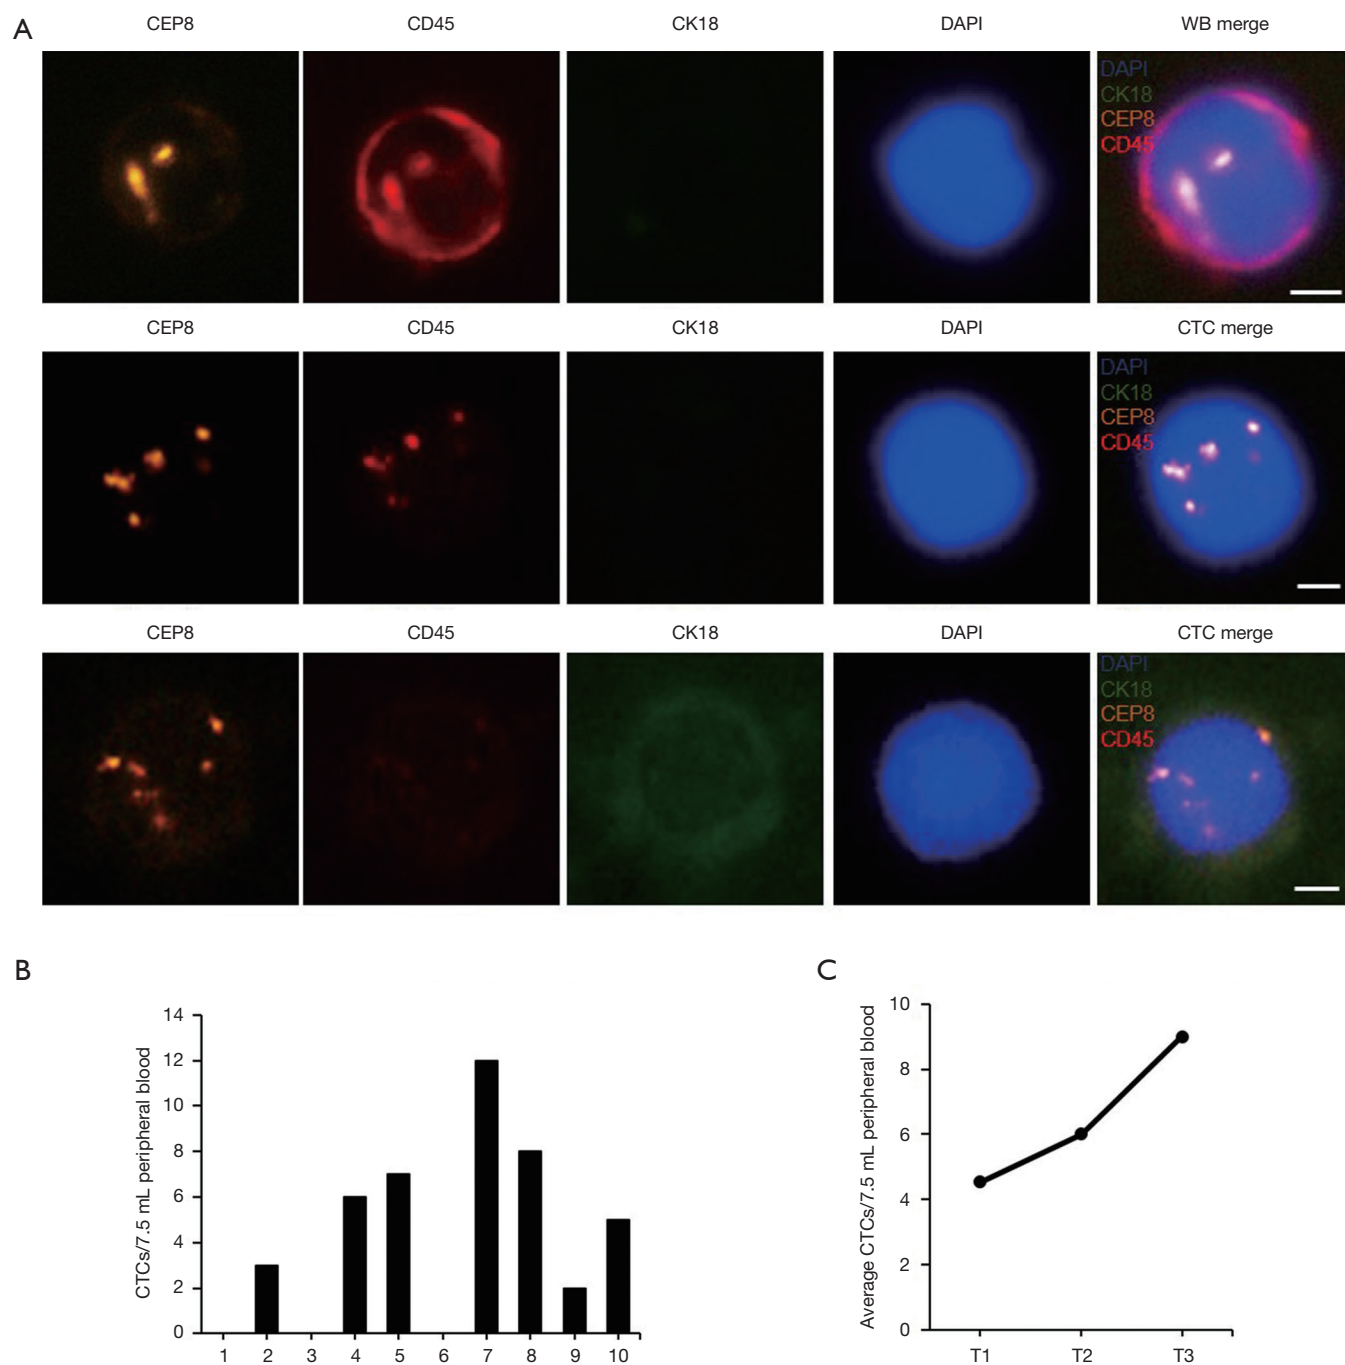 A
CEP8 CD45 CK18 DAPI WB merge
DAPI
CK18
CEP8
CD45
CEP8 CD45 CK18 DAPI CTC merge
DAPI
CK18
CEP8
CD45
CEP8 CD45 CK18 DAPI CTC merge
DAPI
CK18
CEP8
CD45
B
CTCs/7.5 mL peripheral blood
14
12
10
8
6
4
2
0
1 2 3 4 5 6 7 8 9 10
C
Average CTCs/7.5 mL peripheral blood
10
8
6
4
2
0
T1 T2 T3